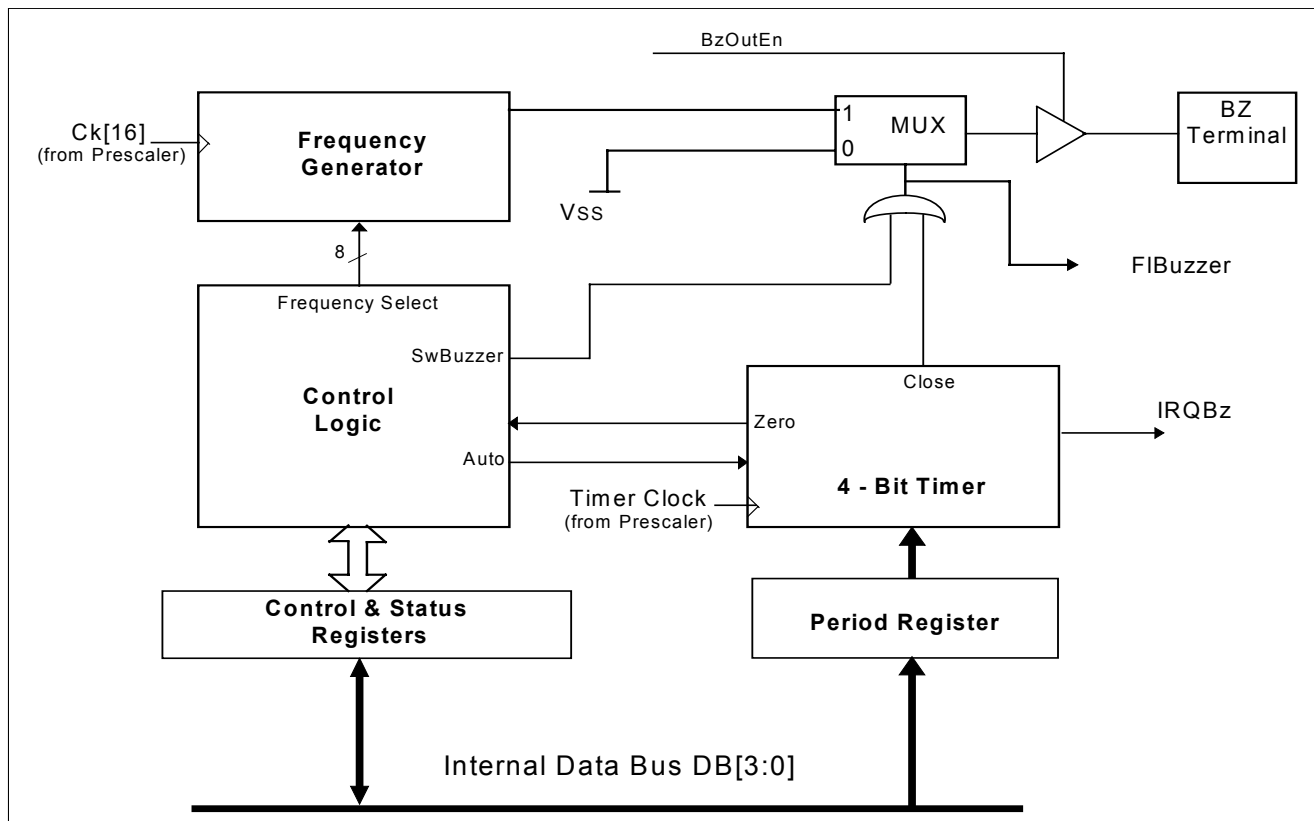 BzOutEn
Ck[16]
(from Prescaler)
Frequency
Generator
1
0
MUX
BZ
Terminal
VSS
8
FlBuzzer
Frequency Select
SwBuzzer
Control
Logic
Auto
Close
Zero
IRQBz
4 - Bit Timer
Timer Clock
(from Prescaler)
Control & Status
Registers
Period Register
Internal Data Bus DB[3:0]